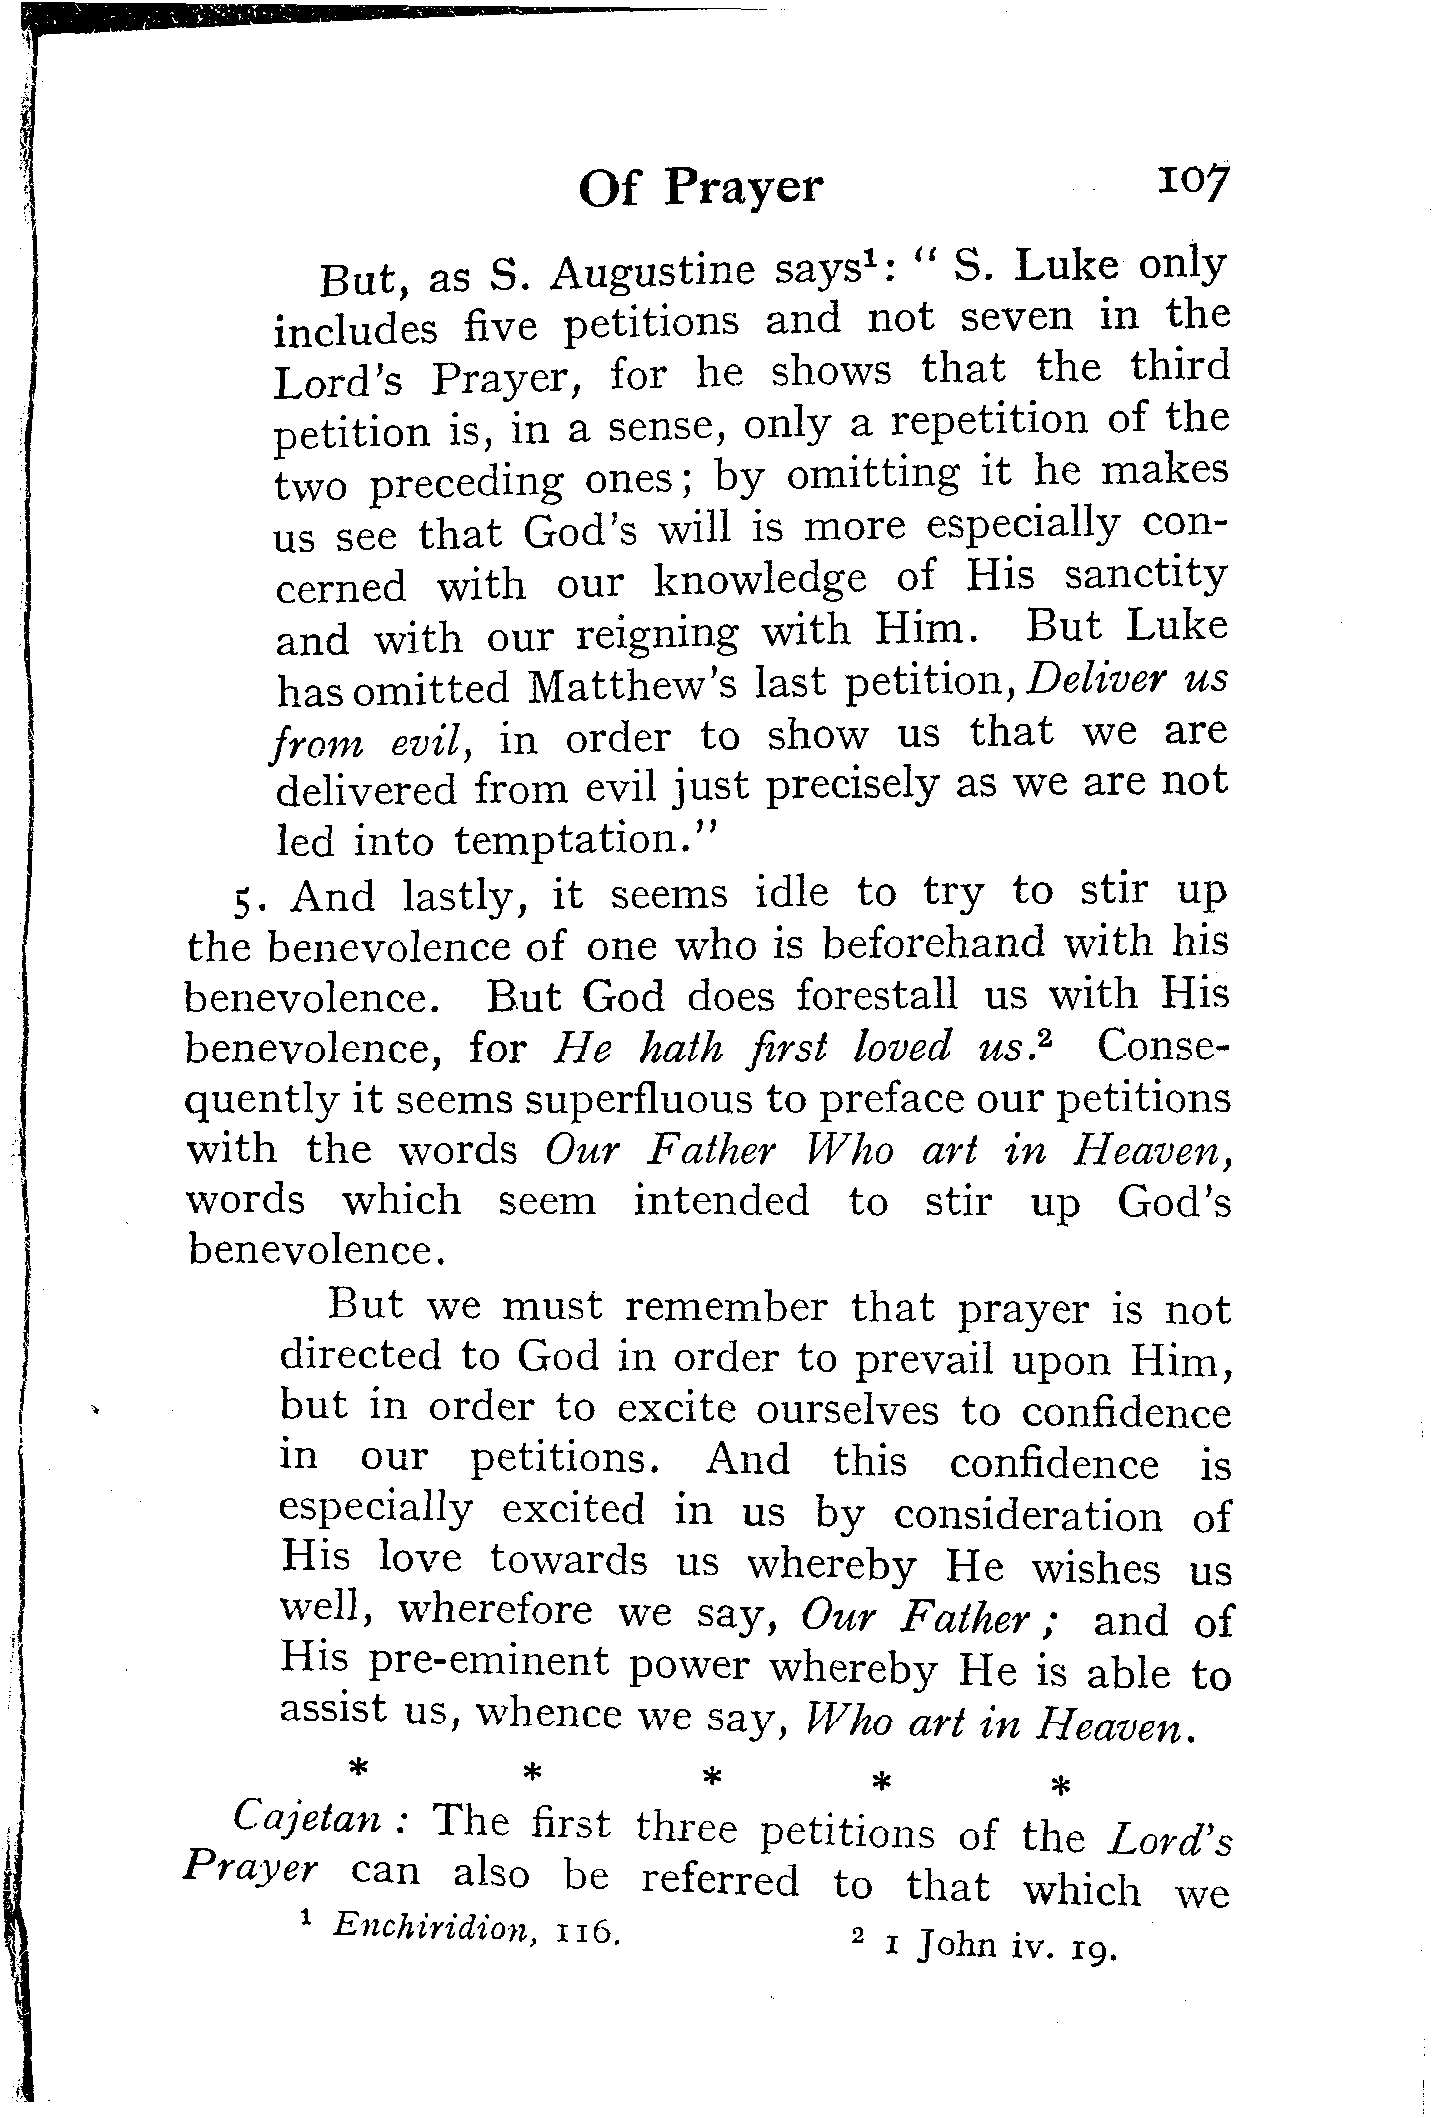 Of Prayer 107
But, as S. Augustine says¹: “ S. Luke only
includes five petitions and not seven in the
Lord's Prayer, for he shows that the third
petition is, in a sense, only a repetition of the
two preceding ones; by omitting it he makes
us see that God's will is more especially con-
cerned with our knowledge of His sanctity
and with our reigning with Him. But Luke
has omitted Matthew's last petition, Deliver us
from evil, in order to show us that we are
delivered from evil just precisely as we are not
led into temptation.”
5. And lastly, it seems idle to try to stir up
the benevolence of one who is beforehand with his
benevolence. But God does forestall us with His
benevolence, for He hath first loved us.² Conse-
quently it seems superfluous to preface our petitions
with the words Our Father Who art in Heaven,
words which seem intended to stir up God's
benevolence.
But we must remember that prayer is not
directed to God in order to prevail upon Him,
but in order to excite ourselves to confidence
in our petitions. And this confidence is
especially excited in us by consideration of
His love towards us whereby He wishes us
well, wherefore we say, Our Father ; and of
His pre-eminent power whereby He is able to
assist us, whence we say, Who art in Heaven.
* * * * *
Cajetan : The first three petitions of the Lord's
Prayer can also be referred to that which we
¹ Enchiridion, 116. ² 1 John iv. 19.